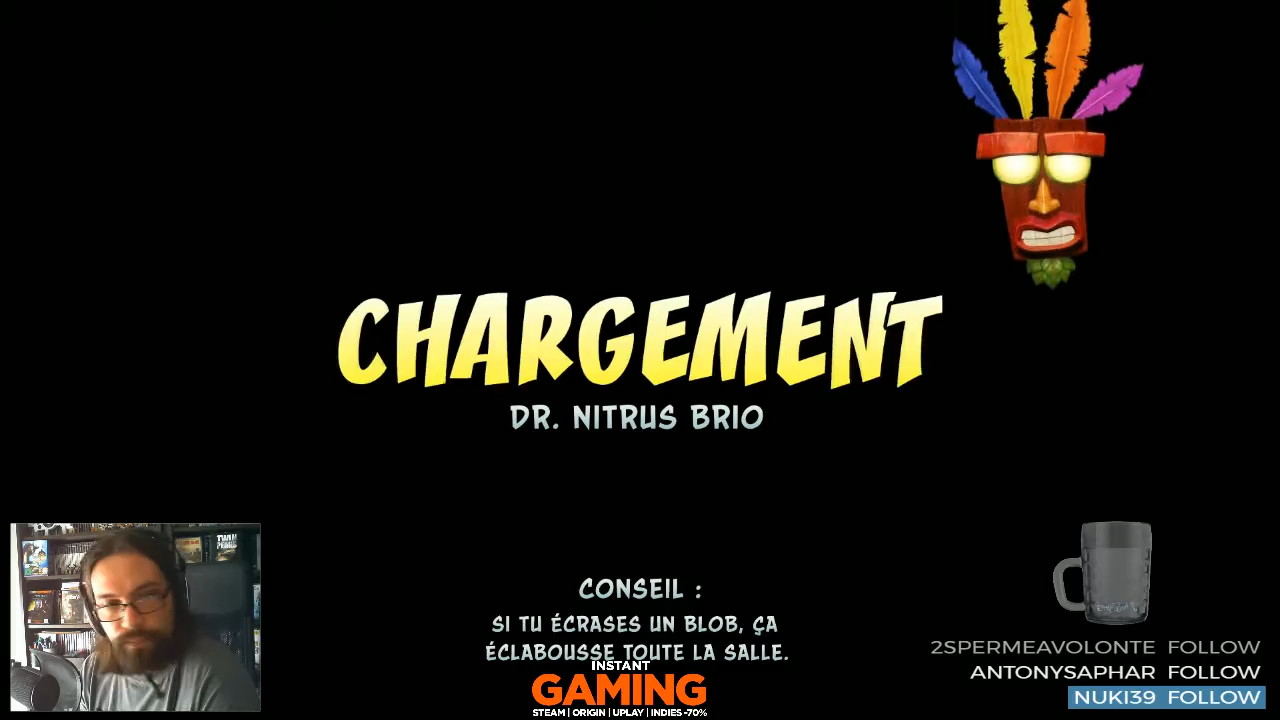 CHARGEMENT
DR. NITRUS BRIO
CONSEIL :
SI TU ÉCRASES UN BLOB, ÇA
ÉCLABOUSSE TOUTE LA SALLE.
INSTANT
GAMING
STEAM | ORIGIN | UPLAY | INDIES -70%
2SPERMEAVOLONTE FOLLOW
ANTONYSAPHAR FOLLOW
NUKI39 FOLLOW